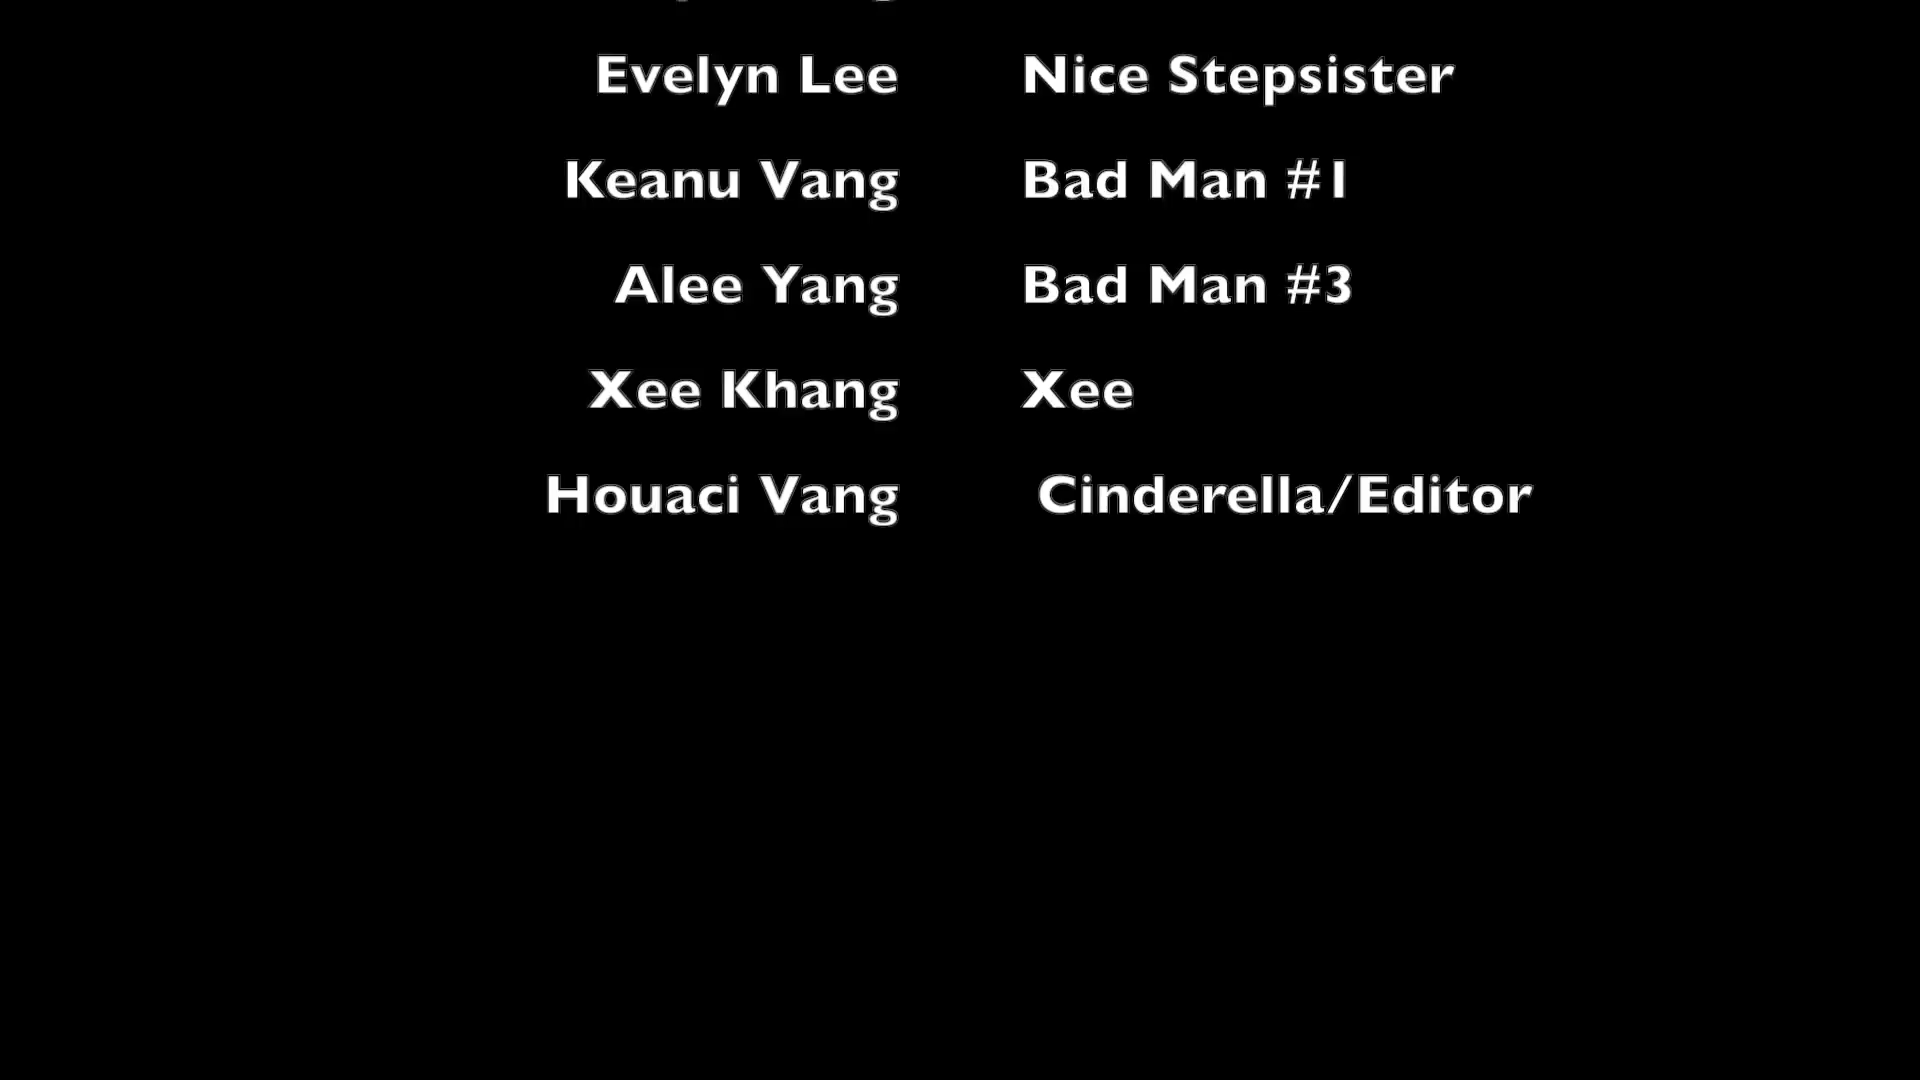 Evelyn Lee Nice Stepsister
Keanu Vang Bad Man #1
Alee Yang Bad Man #3
Xee Khang Xee
Houaci Vang Cinderella/Editor